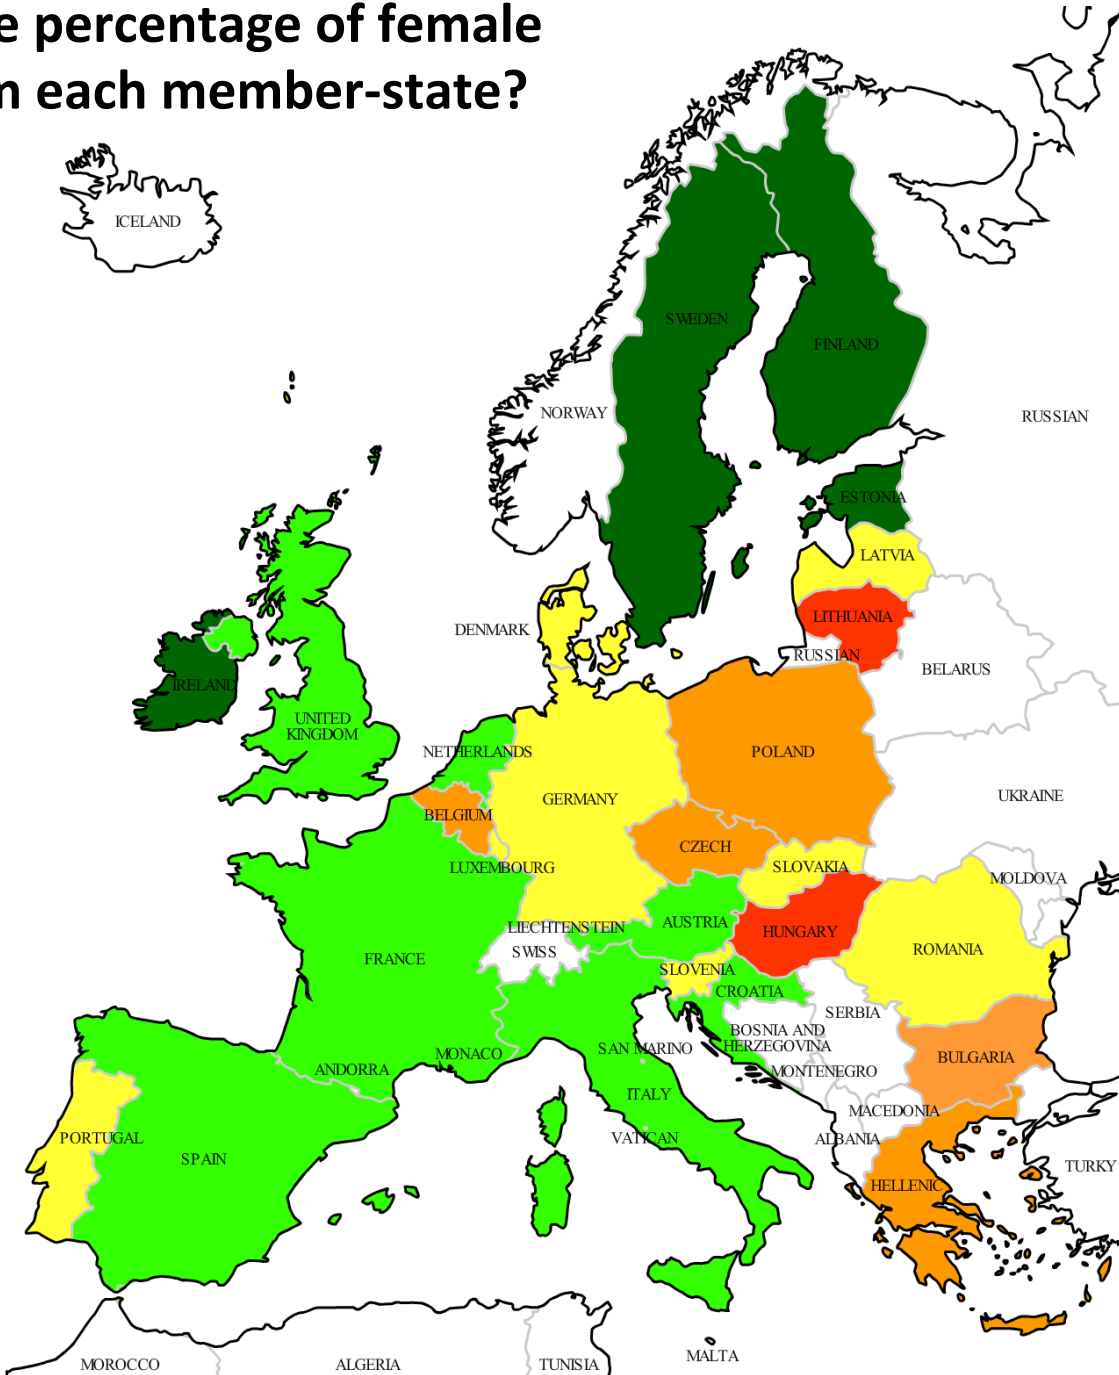 e percentage of female
m each member-state?
ICELAND
SWEDEN
FINLAND
NORWAY
RUSSIAN
ESTONIA
LATVIA
LITHUANIA
DENMARK
RUSSIAN
BELARUS
IRELAND
UNITED
KINGDOM
NETHERLANDS
POLAND
GERMANY
UKRAINE
BELGIUM
CZECH
LUXEMBOURG
SLOVAKIA
MOLDOVA
AUSTRIA
LIECHTENSTEIN
HUNGARY
SWISS
FRANCE
ROMANIA
SLOVENIA
CROATIA
SERBIA
BOSNIA AND
HERZEGOVINA
SAN MARINO
MONACO
BULGARIA
ANDORRA
MONTENEGRO
ITALY
MACEDONIA
PORTUGAL
VATICAN
ALBANIA
SPAIN
TURKY
HELLENIC
MALTA
MOROCCO
ALGERIA
TUNISIA